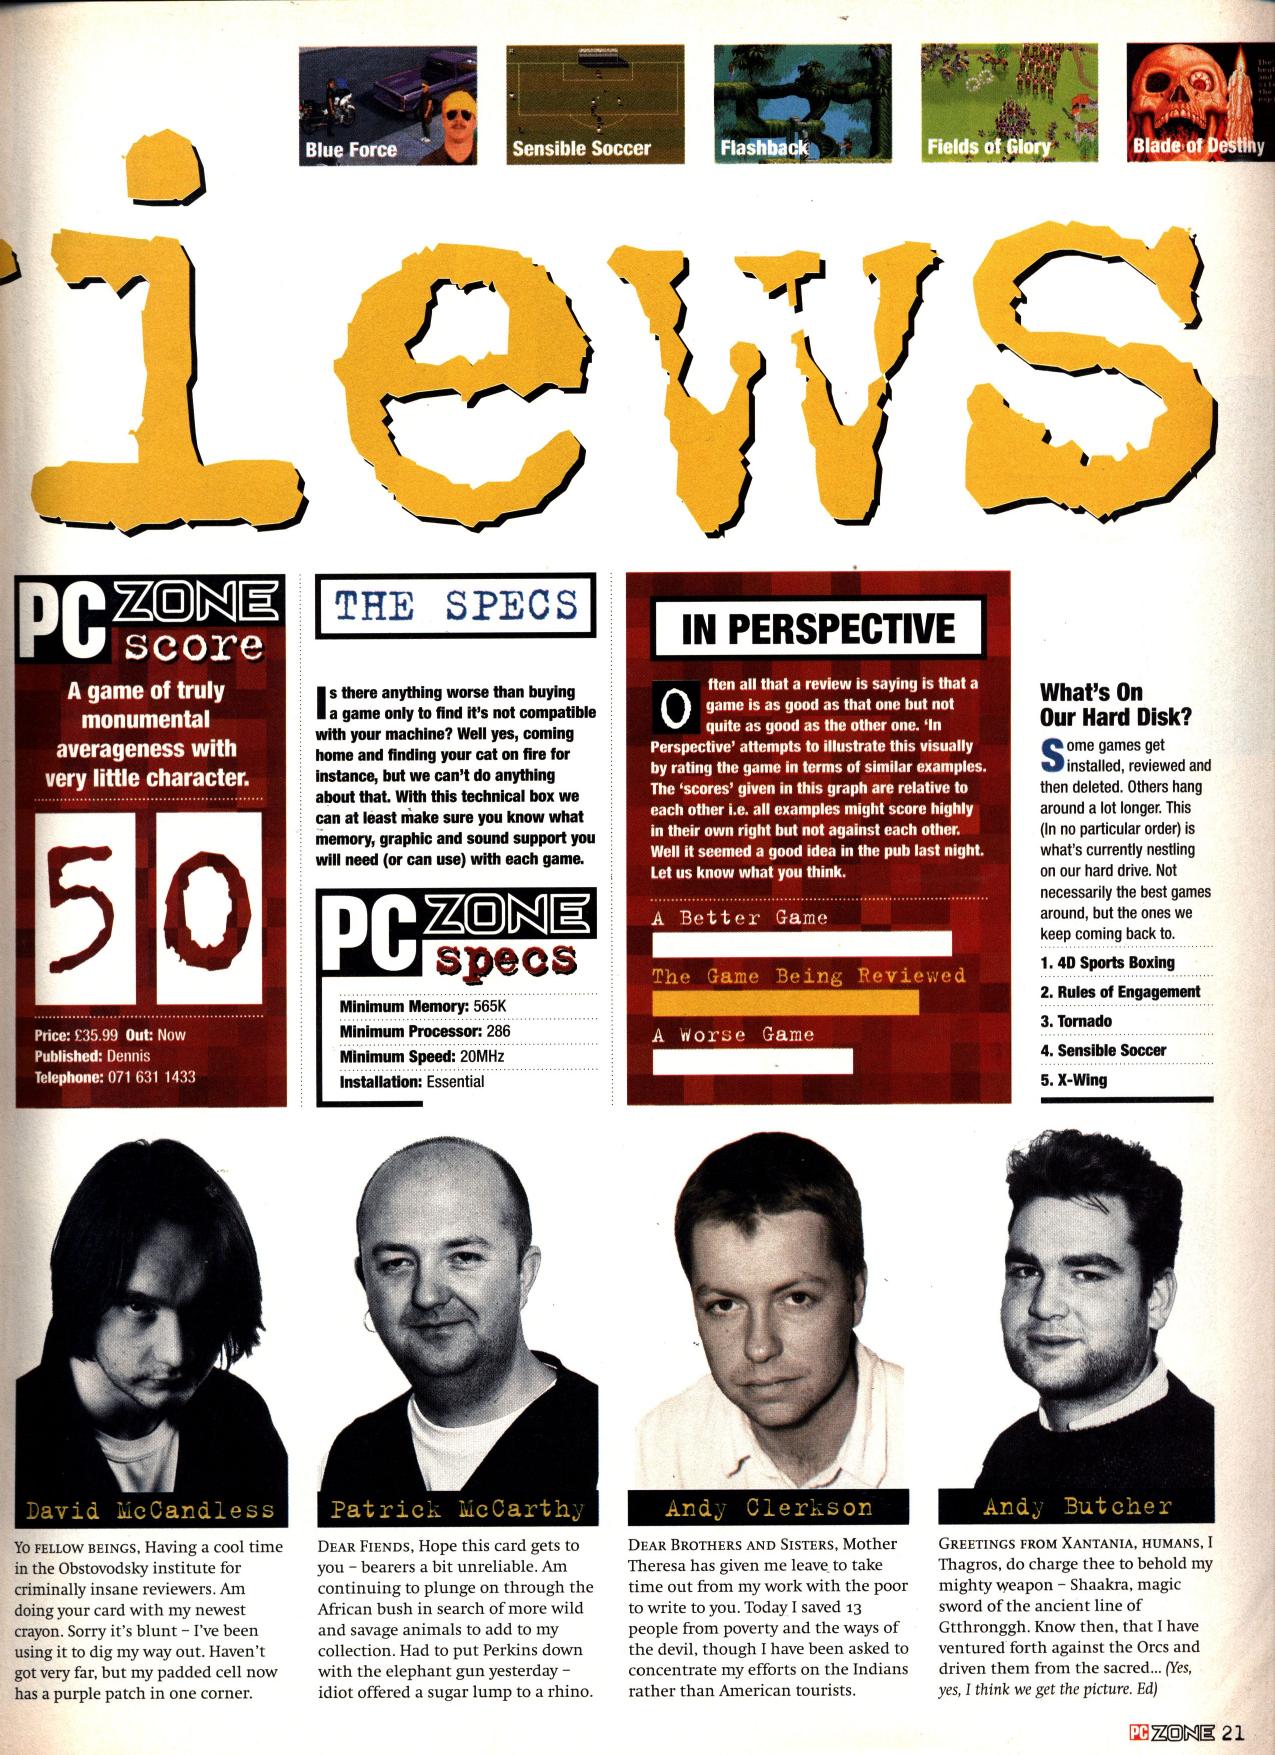 Blue Force
Sensible Soccer
Flashback
Fields of Glory
Blade of Destiny
iews
PC ZONE
score
A game of truly
monumental
averageness with
very little character.
50
Price: £35.99 Out: Now
Published: Dennis
Telephone: 071 631 1433
THE SPECS
Is there anything worse than buying
a game only to find it's not compatible
with your machine? Well yes, coming
home and finding your cat on fire for
instance, but we can't do anything
about that. With this technical box we
can at least make sure you know what
memory, graphic and sound support you
will need (or can use) with each game.
PC ZONE
specs
Minimum Memory: 565K
Minimum Processor: 286
Minimum Speed: 20MHz
Installation: Essential
IN PERSPECTIVE
Often all that a review is saying is that a
game is as good as that one but not
quite as good as the other one. 'In
Perspective' attempts to illustrate this visually
by rating the game in terms of similar examples.
The 'scores' given in this graph are relative to
each other i.e. all examples might score highly
in their own right but not against each other.
Well it seemed a good idea in the pub last night.
Let us know what you think.
A Better Game
The Game Being Reviewed
A Worse Game
What's On
Our Hard Disk?
Some games get
installed, reviewed and
then deleted. Others hang
around a lot longer. This
(In no particular order) is
what's currently nestling
on our hard drive. Not
necessarily the best games
around, but the ones we
keep coming back to.
1. 4D Sports Boxing
2. Rules of Engagement
3. Tornado
4. Sensible Soccer
5. X-Wing
David McCandless
YO FELLOW BEINGS, Having a cool time
in the Obstovodsky institute for
criminally insane reviewers. Am
doing your card with my newest
crayon. Sorry it's blunt – I've been
using it to dig my way out. Haven't
got very far, but my padded cell now
has a purple patch in one corner.
Patrick McCarthy
DEAR FIENDS, Hope this card gets to
you – bearers a bit unreliable. Am
continuing to plunge on through the
African bush in search of more wild
and savage animals to add to my
collection. Had to put Perkins down
with the elephant gun yesterday –
idiot offered a sugar lump to a rhino.
Andy Clerkson
DEAR BROTHERS AND SISTERS, Mother
Theresa has given me leave to take
time out from my work with the poor
to write to you. Today I saved 13
people from poverty and the ways of
the devil, though I have been asked to
concentrate my efforts on the Indians
rather than American tourists.
Andy Butcher
GREETINGS FROM XANTANIA, HUMANS, I
Thagros, do charge thee to behold my
mighty weapon – Shaakra, magic
sword of the ancient line of
Gtthronggh. Know then, that I have
ventured forth against the Orcs and
driven them from the sacred... (Yes,
yes, I think we get the picture. Ed)
PC ZONE 21